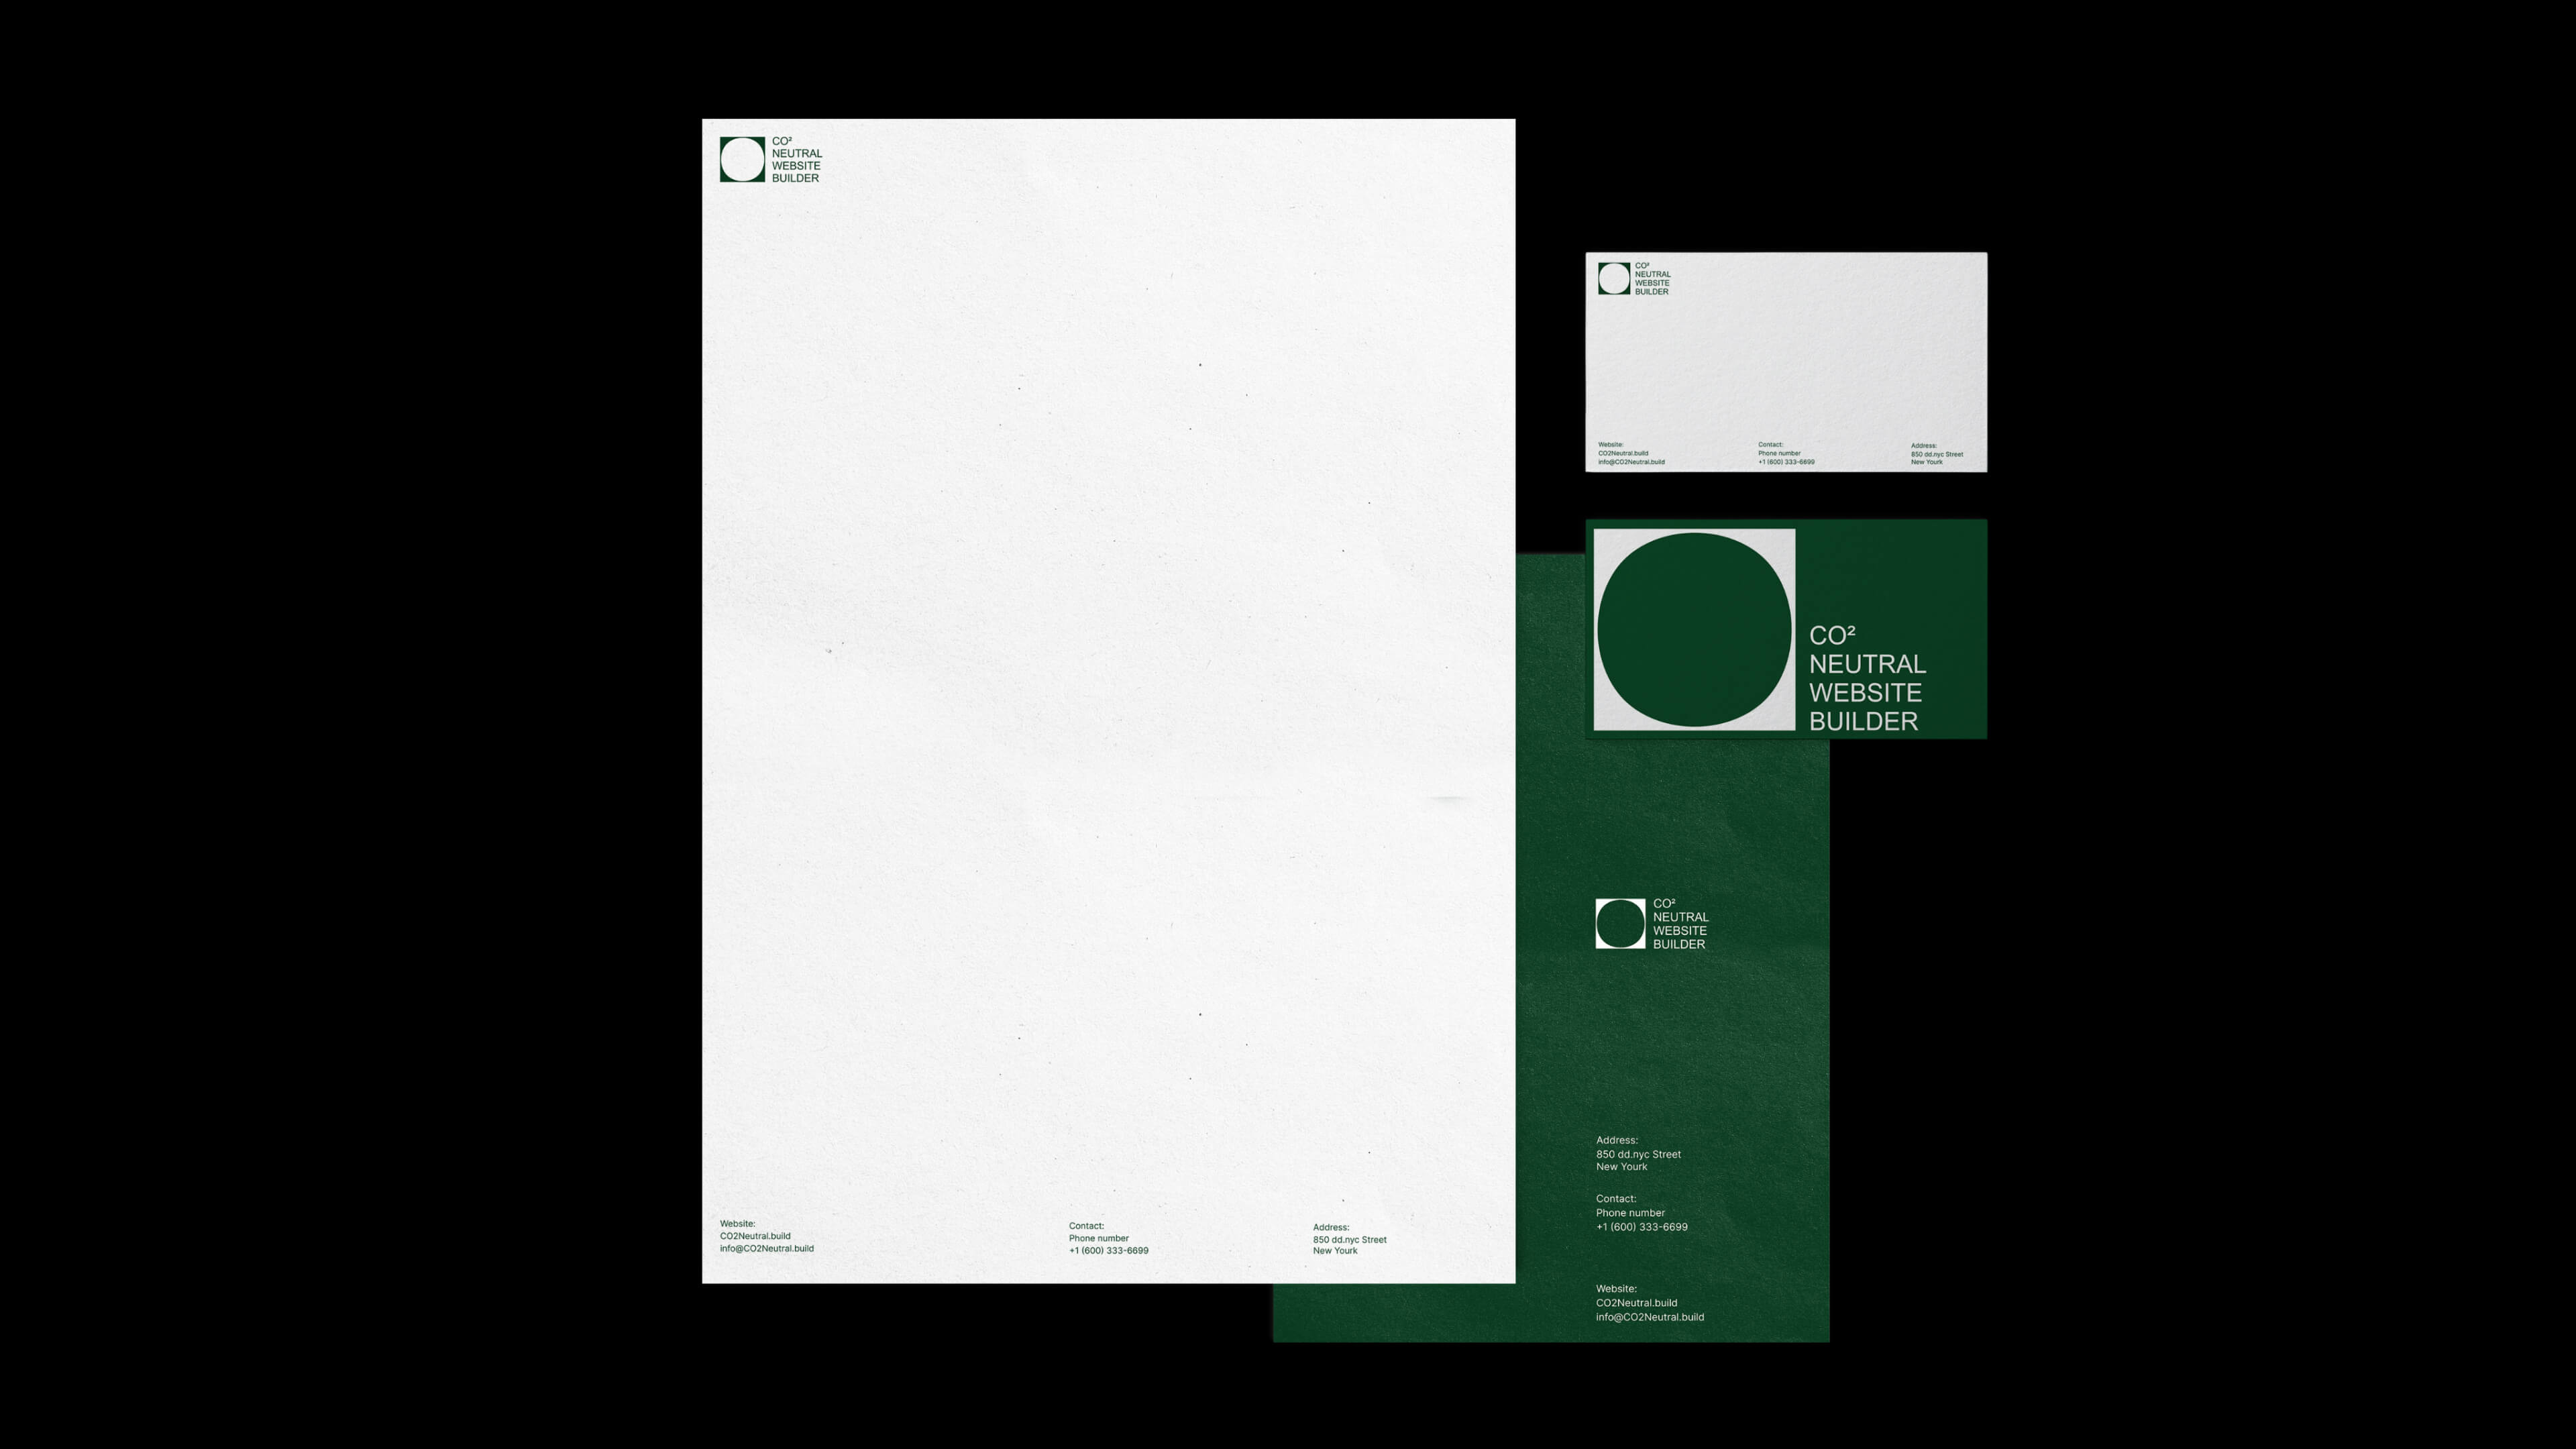 CO²
NEUTRAL
WEBSITE
BUILDER
Website:
CO2Neutral.build
info@CO2Neutral.build
Contact:
Phone number
+1 (600) 333-6699
Address:
850 dd.nyc Street
New Yourk
CO²
NEUTRAL
WEBSITE
BUILDER
Website:
CO2Neutral.build
info@CO2Neutral.build
Contact:
Phone number
+1 (600) 333-6699
Address:
850 dd.nyc Street
New Yourk
CO²
NEUTRAL
WEBSITE
BUILDER
CO²
NEUTRAL
WEBSITE
BUILDER
Address:
850 dd.nyc Street
New Yourk
Contact:
Phone number
+1 (600) 333-6699
Website:
CO2Neutral.build
info@CO2Neutral.build